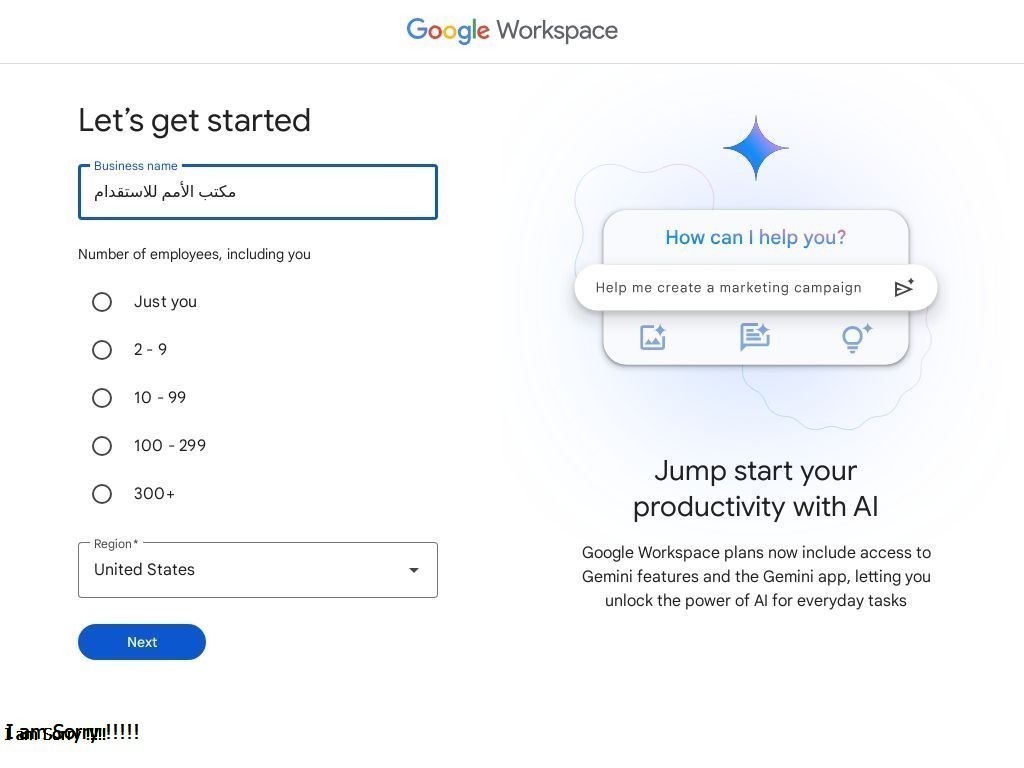 Google Workspace
Let's get started
Business name
مكتب الأمم للاستقدام
Number of employees, including you
Just you
2 - 9
10 - 99
100 - 299
300+
Region*
United States
Next
How can I help you?
Help me create a marketing campaign
Jump start your
productivity with AI
Google Workspace plans now include access to
Gemini features and the Gemini app, letting you
unlock the power of AI for everyday tasks
I am Sorry !!!!!
I am Sorry !!!!